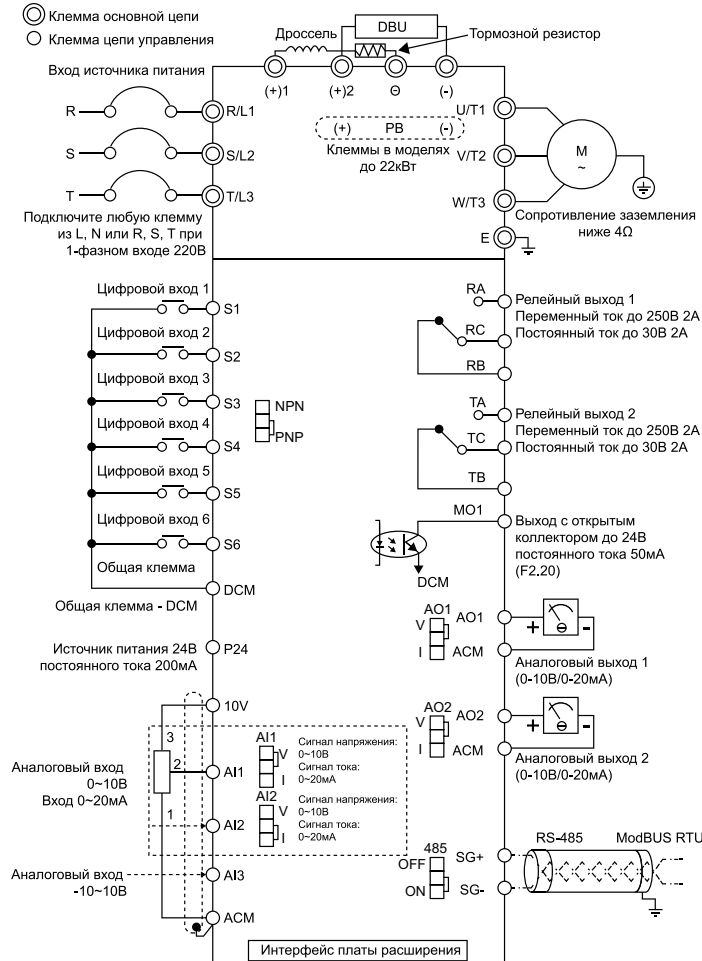 Клемма основной цепи
Клемма цепи управления
Вход источника питания
Дроссель
DBU
Тормозной резистор
(+)1
(+)2
Θ
(-)
R
R/L1
S
S/L2
T
T/L3
(+) PB (-)
Клеммы в моделях
до 22кВт
U/T1
V/T2
W/T3
M
~
E
Сопротивление заземления
ниже 4Ω
Подключите любую клемму
из L, N или R, S, T при
1-фазном входе 220В
Цифровой вход 1
S1
Цифровой вход 2
S2
Цифровой вход 3
S3
Цифровой вход 4
S4
Цифровой вход 5
S5
Цифровой вход 6
S6
Общая клемма
DCM
Общая клемма - DCM
NPN
PNP
Источник питания 24В
постоянного тока 200мА
P24
10V
3
2
1
Аналоговый вход
0~10В
Вход 0~20мА
AI1
AI2
AI1
V
I
Сигнал напряжения:
0~10В
Сигнал тока:
0~20мА
AI2
V
I
Сигнал напряжения:
0~10В
Сигнал тока:
0~20мА
Аналоговый вход
-10~10В
AI3
ACM
RA
RC
RB
Релейный выход 1
Переменный ток до 250В 2А
Постоянный ток до 30В 2А
TA
TC
TB
Релейный выход 2
Переменный ток до 250В 2А
Постоянный ток до 30В 2А
MO1
DCM
Выход с открытым
коллектором до 24В
постоянного тока 50мА
(F2.20)
AO1
V
I
AO1
ACM
+
-
Аналоговый выход 1
(0-10В/0-20мА)
AO2
V
I
AO2
ACM
+
-
Аналоговый выход 2
(0-10В/0-20мА)
485
OFF
ON
SG+
SG-
RS-485
ModBUS RTU
Интерфейс платы расширения